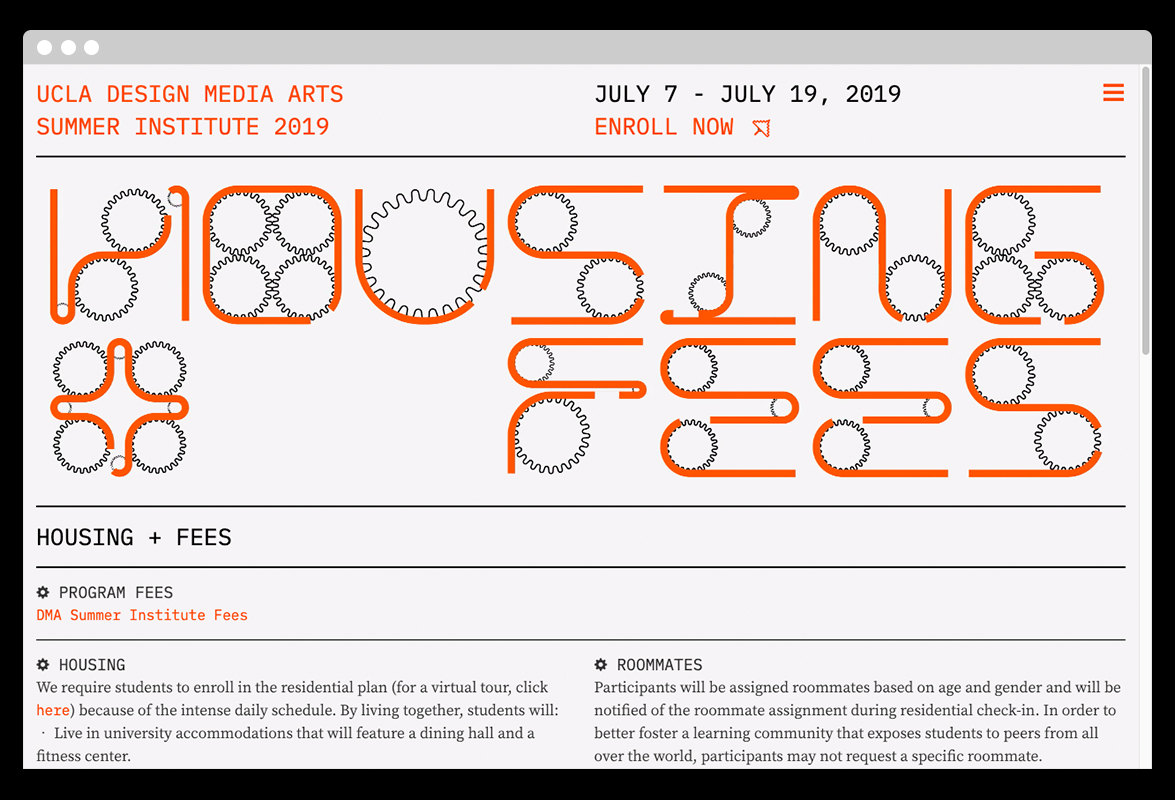 UCLA DESIGN MEDIA ARTS
SUMMER INSTITUTE 2019
JULY 7 - JULY 19, 2019
ENROLL NOW
HOUSING
+ FEES
HOUSING + FEES
PROGRAM FEES
DMA Summer Institute Fees
HOUSING
We require students to enroll in the residential plan (for a virtual tour, click
here) because of the intense daily schedule. By living together, students will:
· Live in university accommodations that will feature a dining hall and a
fitness center.
ROOMMATES
Participants will be assigned roommates based on age and gender and will be
notified of the roommate assignment during residential check-in. In order to
better foster a learning community that exposes students to peers from all
over the world, participants may not request a specific roommate.